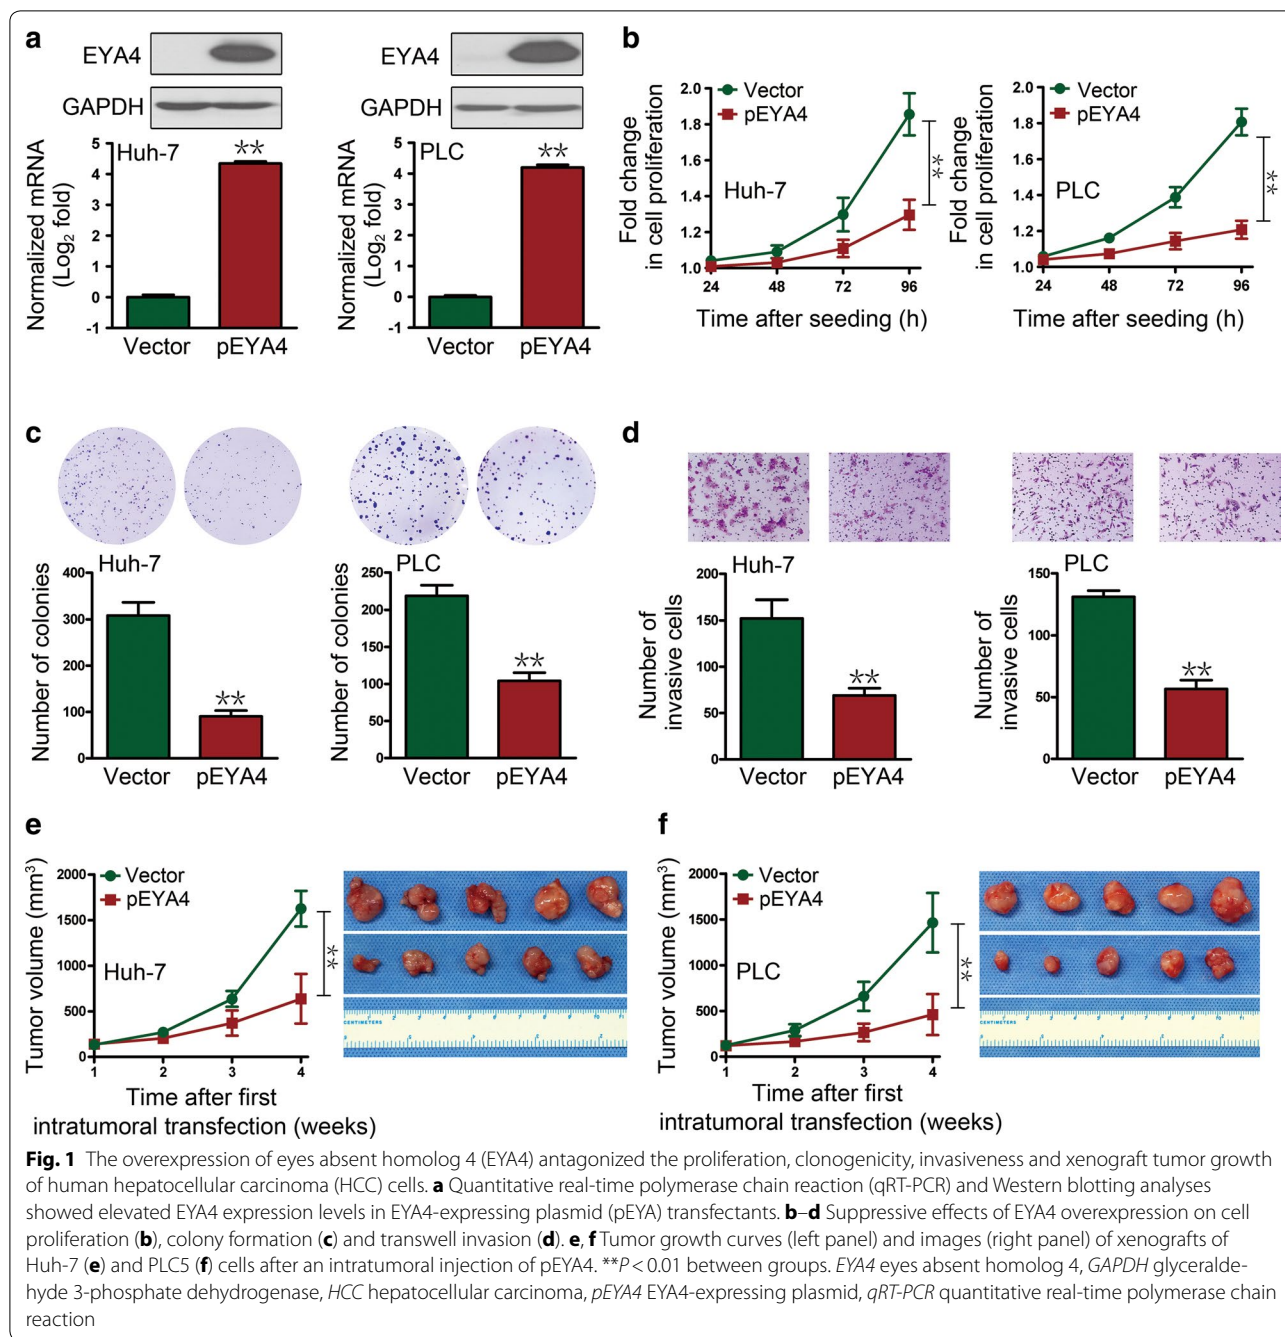 a
EYA4
GAPDH
Normalized mRNA
(Log2 fold)
5
4
3
2
1
0
-1
Huh-7
**
Vector pEYA4
EYA4
GAPDH
Normalized mRNA
(Log2 fold)
5
4
3
2
1
0
-1
PLC
**
Vector pEYA4
b
Fold change
in cell proliferation
2.0
1.8
1.6
1.4
1.2
1.0
Vector
pEYA4
Huh-7
**
24 48 72 96
Time after seeding (h)
Fold change
in cell proliferation
2.0
1.8
1.6
1.4
1.2
1.0
Vector
pEYA4
PLC
**
24 48 72 96
Time after seeding (h)
c
Number of colonies
400
300
200
100
0
Huh-7
**
Vector pEYA4
Number of colonies
250
200
150
100
50
0
PLC
**
Vector pEYA4
d
Number of
invasive cells
200
150
100
50
0
Huh-7
**
Vector pEYA4
Number of
invasive cells
150
100
50
0
PLC
**
Vector pEYA4
e
Tumor volume (mm3)
2000
1500
1000
500
0
Vector
pEYA4
Huh-7
**
1 2 3 4
Time after first
intratumoral transfection (weeks)
CENTIMETERS
f
Tumor volume (mm3)
2000
1500
1000
500
0
Vector
pEYA4
PLC
**
1 2 3 4
Time after first
intratumoral transfection (weeks)
CENTIMETERS
Fig. 1 The overexpression of eyes absent homolog 4 (EYA4) antagonized the proliferation, clonogenicity, invasiveness and xenograft tumor growth
of human hepatocellular carcinoma (HCC) cells. a Quantitative real-time polymerase chain reaction (qRT-PCR) and Western blotting analyses
showed elevated EYA4 expression levels in EYA4-expressing plasmid (pEYA) transfectants. b–d Suppressive effects of EYA4 overexpression on cell
proliferation (b), colony formation (c) and transwell invasion (d). e, f Tumor growth curves (left panel) and images (right panel) of xenografts of
Huh-7 (e) and PLC5 (f) cells after an intratumoral injection of pEYA4. **P < 0.01 between groups. EYA4 eyes absent homolog 4, GAPDH glyceralde-
hyde 3-phosphate dehydrogenase, HCC hepatocellular carcinoma, pEYA4 EYA4-expressing plasmid, qRT-PCR quantitative real-time polymerase chain
reaction